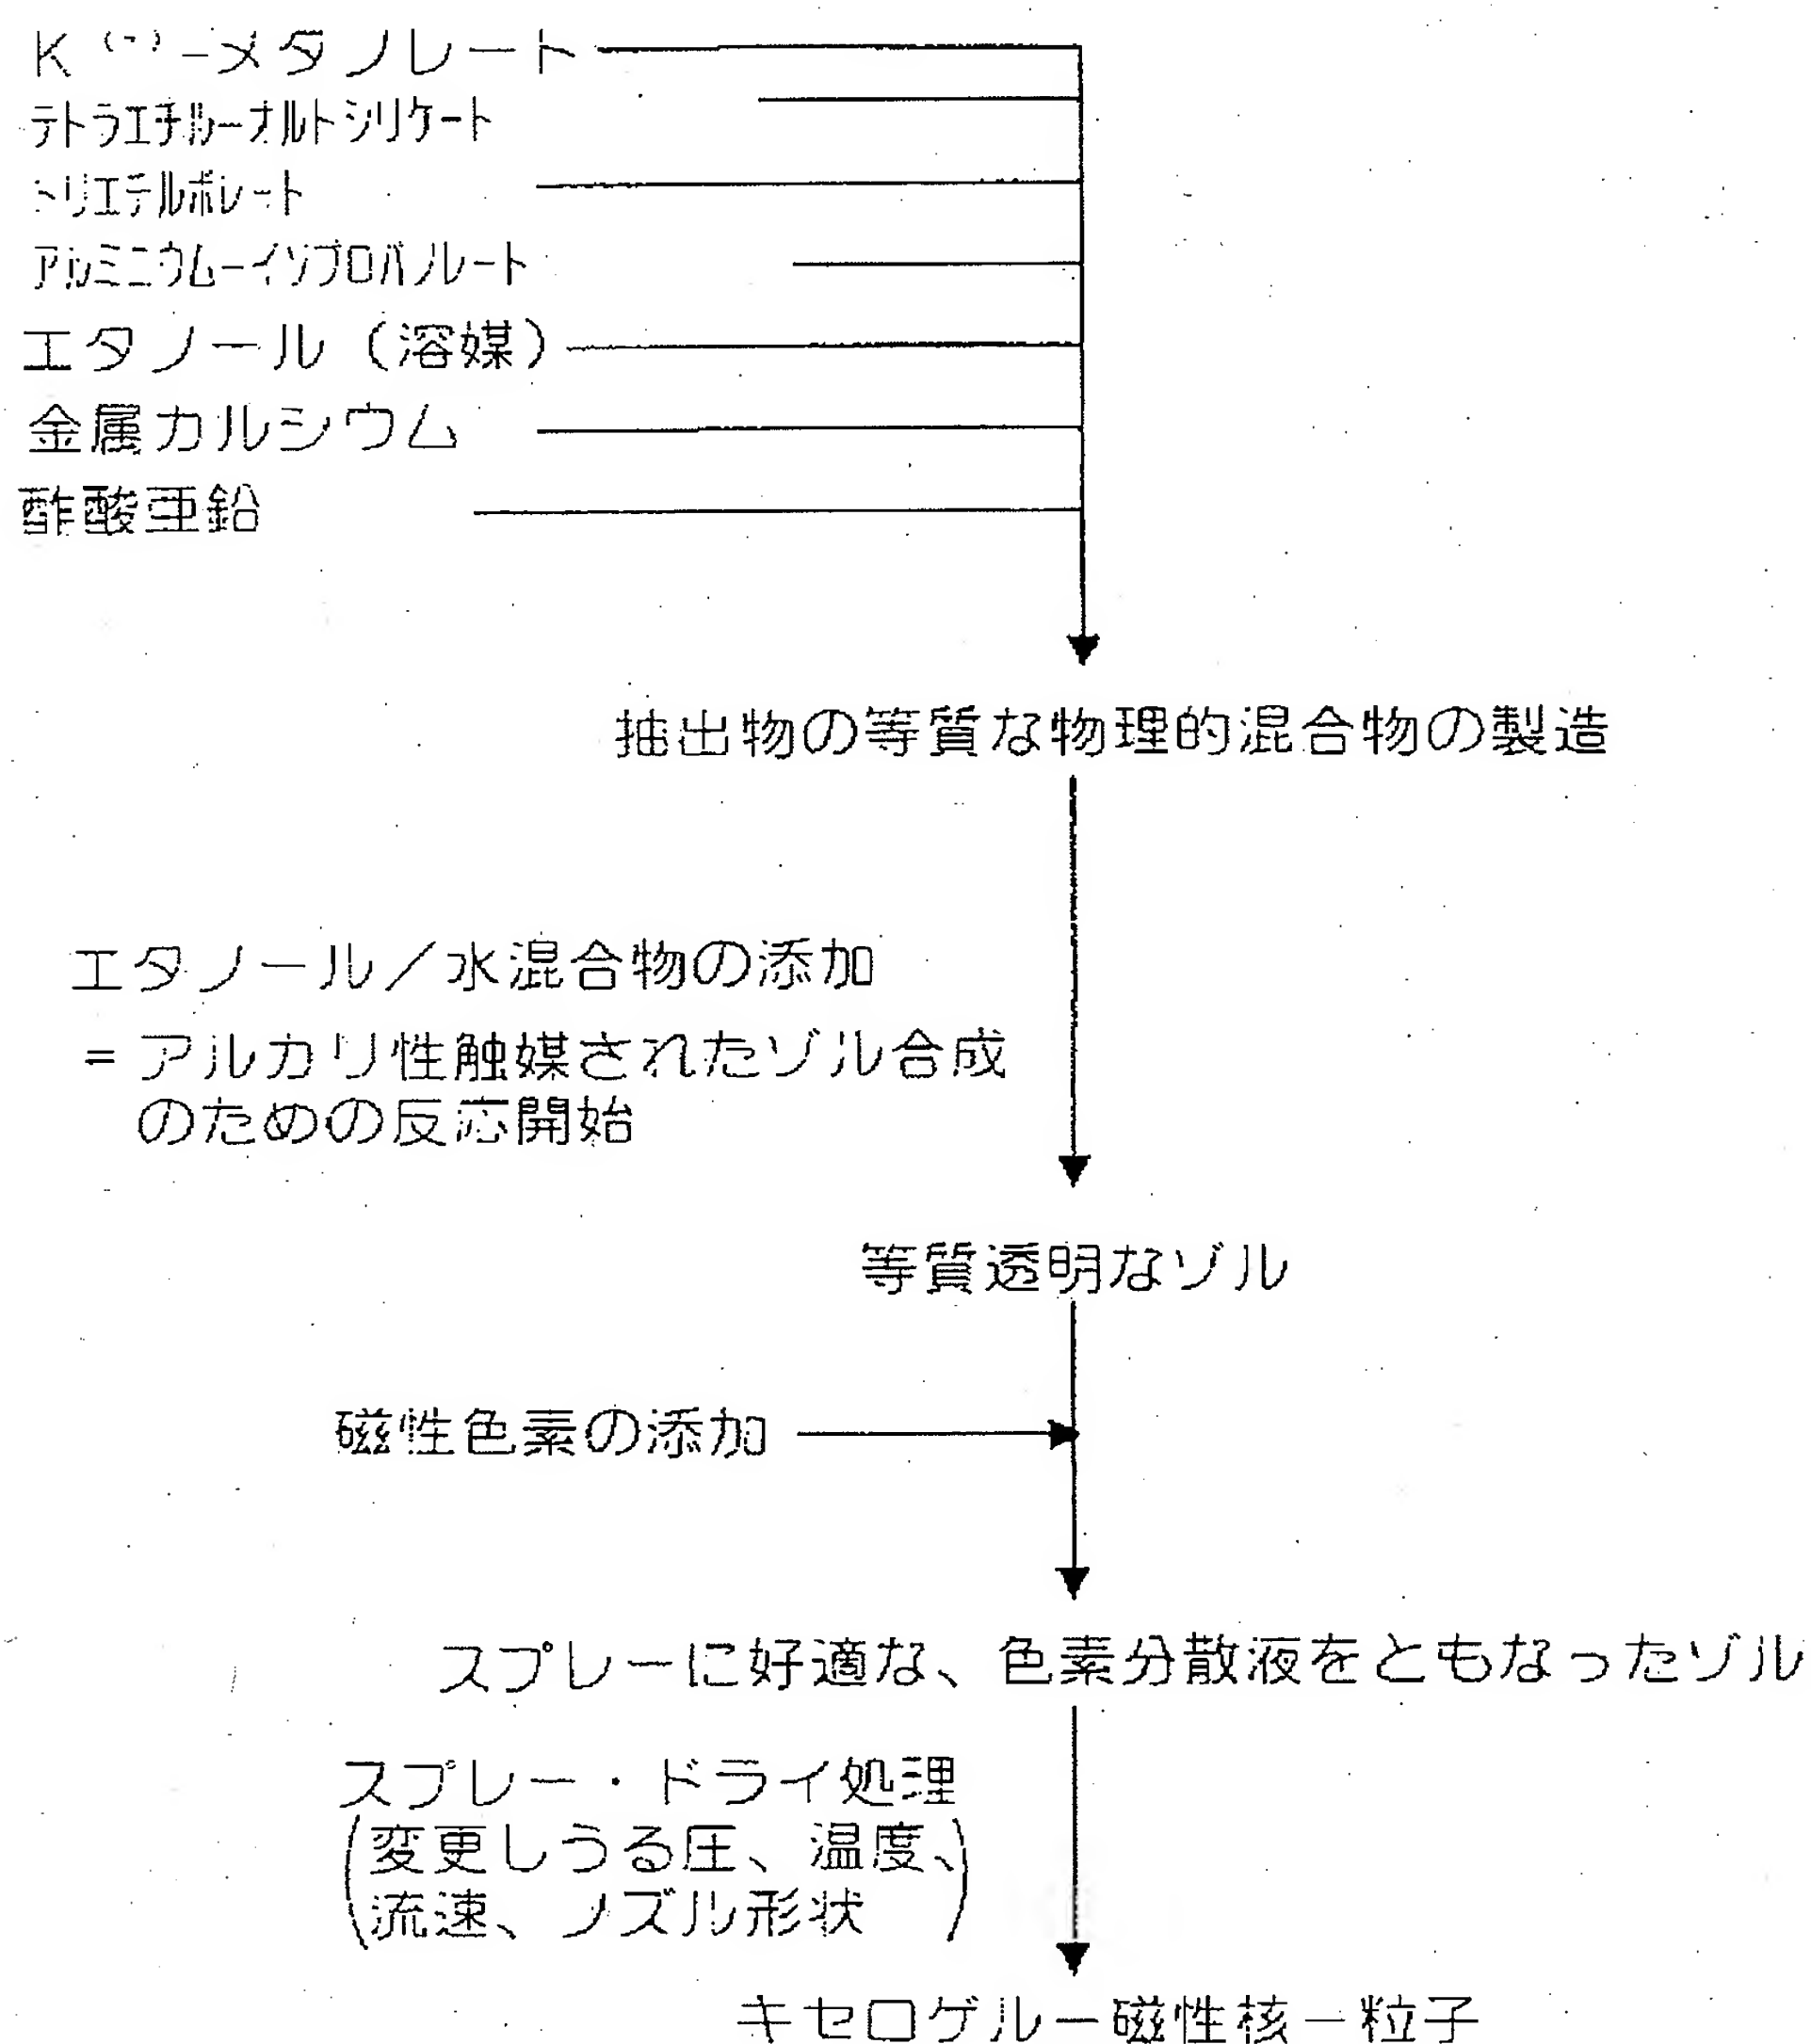 K⁽⁺⁾-メタノレート
テトラエチルーオルトシリケート
トリエチルボレート
アルミニウムーイソプロパノレート
エタノール（溶媒）
金属カルシウム
酢酸亜鉛
抽出物の等質な物理的混合物の製造
エタノール／水混合物の添加
= アルカリ性触媒されたゾル合成
のための反応開始
等質透明なゾル
磁性色素の添加
スプレーに好適な、色素分散液をともなったゾル
スプレー・ドライ処理
(変更しうる圧、温度、
流速、ノズル形状)
キセロゲルー磁性核ー粒子